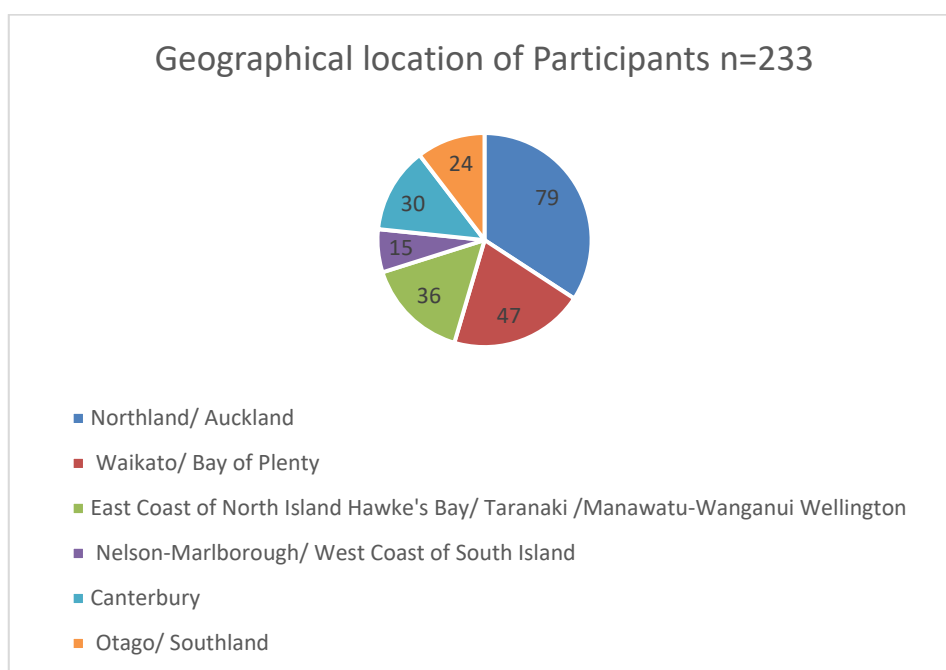 Geographical location of Participants n=233
24
79
30
15
36
47
Northland/ Auckland
Waikato/ Bay of Plenty
East Coast of North Island Hawke's Bay/ Taranaki /Manawatu-Wanganui Wellington
Nelson-Marlborough/ West Coast of South Island
Canterbury
Otago/ Southland